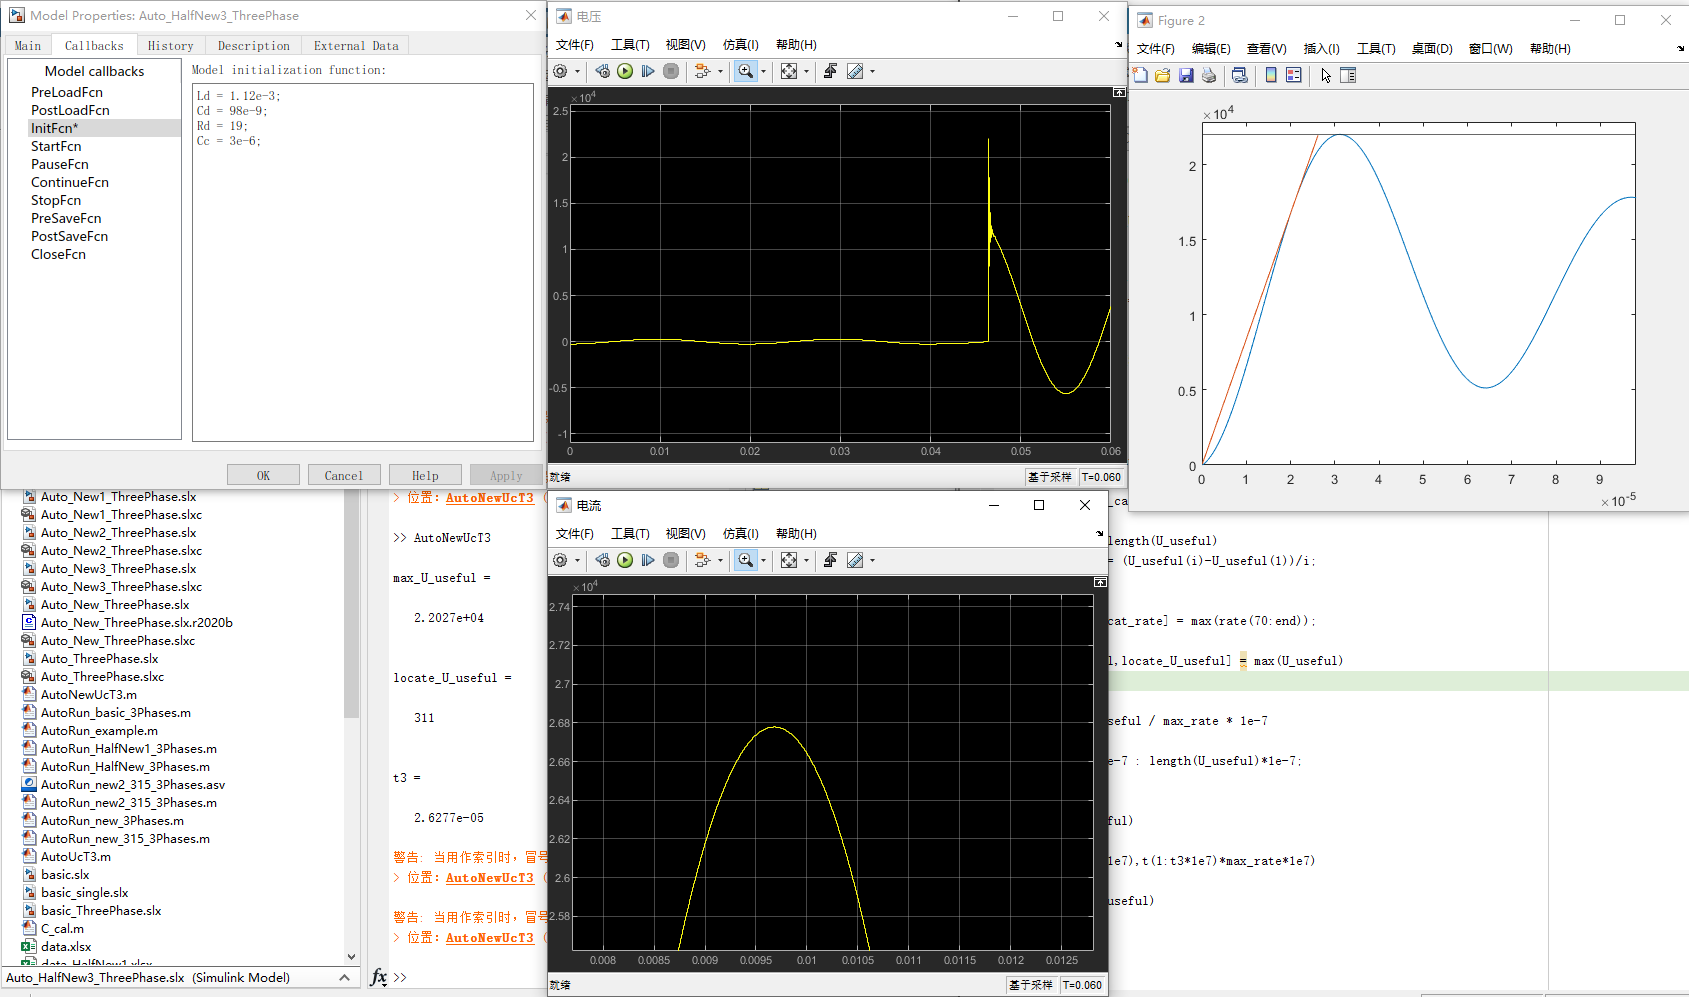 Model Properties: Auto_HalfNew3_ThreePhase
Main
Callbacks
History
Description
External Data
Model callbacks
PreLoadFcn
PostLoadFcn
InitFcn*
StartFcn
PauseFcn
ContinueFcn
StopFcn
PreSaveFcn
PostSaveFcn
CloseFcn
Model initialization function:
Ld = 1.12e-3;
Cd = 98e-9;
Rd = 19;
Cc = 3e-6;
OK
Cancel
Help
Apply
电压
文件(F) 工具(T) 视图(V) 仿真(I) 帮助(H)
×10^4
2.5
2
1.5
1
0.5
0
-0.5
-1
0 0.01 0.02 0.03 0.04 0.05 0.06
就绪
基于采样
T=0.060
Figure 2
文件(F) 编辑(E) 查看(V) 插入(I) 工具(T) 桌面(D) 窗口(W) 帮助(H)
×10^4
2
1.5
1
0.5
0
0 1 2 3 4 5 6 7 8 9
×10^-5
Auto_New1_ThreePhase.slx
Auto_New1_ThreePhase.slxc
Auto_New2_ThreePhase.slx
Auto_New2_ThreePhase.slxc
Auto_New3_ThreePhase.slx
Auto_New3_ThreePhase.slxc
Auto_New_ThreePhase.slx
Auto_New_ThreePhase.slx.r2020b
Auto_New_ThreePhase.slxc
Auto_ThreePhase.slx
Auto_ThreePhase.slxc
AutoNewUcT3.m
AutoRun_basic_3Phases.m
AutoRun_example.m
AutoRun_HalfNew1_3Phases.m
AutoRun_HalfNew_3Phases.m
AutoRun_new2_315_3Phases.asv
AutoRun_new2_315_3Phases.m
AutoRun_new_3Phases.m
AutoRun_new_315_3Phases.m
AutoUcT3.m
basic.slx
basic_single.slx
basic_ThreePhase.slx
C_cal.m
data.xlsx
data_HalfNew1.xlsx
Auto_HalfNew3_ThreePhase.slx (Simulink Model)
> 位置: AutoNewUcT3 (
>> AutoNewUcT3
max_U_useful =
2.2027e+04
locate_U_useful =
311
t3 =
2.6277e-05
警告: 当用作索引时，冒号
> 位置: AutoNewUcT3 (
警告: 当用作索引时，冒号
> 位置: AutoNewUcT3 (
fx >>
电流
文件(F) 工具(T) 视图(V) 仿真(I) 帮助(H)
×10^4
2.74
2.72
2.7
2.68
2.66
2.64
2.62
2.6
2.58
0.008 0.0085 0.009 0.0095 0.01 0.0105 0.011 0.0115 0.012 0.0125
就绪
基于采样
T=0.060
_ca
length(U_useful)
= (U_useful(i)-U_useful(1))/i;
cat_rate] = max(rate(70:end));
l,locate_U_useful] = max(U_useful)
seful / max_rate * 1e-7
e-7 : length(U_useful)*1e-7;
ful)
1e7),t(1:t3*1e7)*max_rate*1e7)
useful)